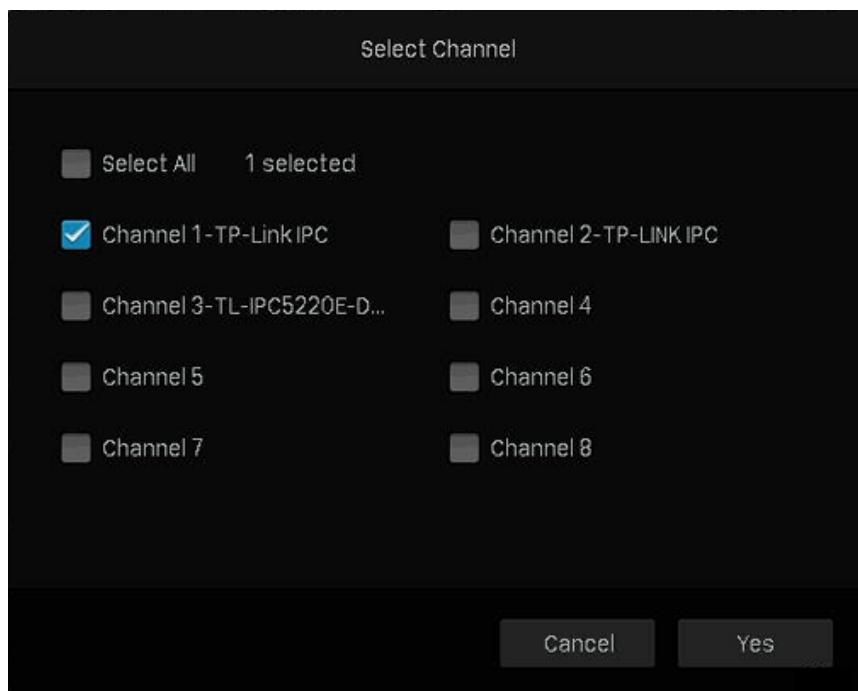 Select Channel
Select All 1 selected
Channel 1-TP-Link IPC Channel 2-TP-LINK IPC
Channel 3-TL-IPC5220E-D... Channel 4
Channel 5 Channel 6
Channel 7 Channel 8
Cancel Yes